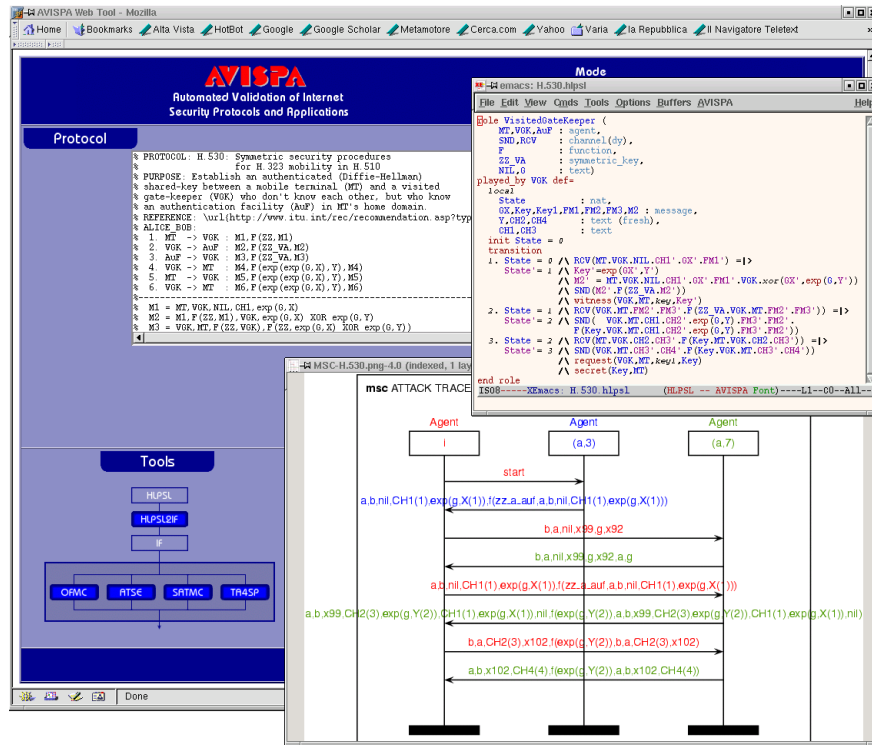 AVISPA Web Tool - Mozilla
Home Bookmarks Alta Vista HotBot Google Google Scholar Metamotore Cerca.com Yahoo Varia la Repubblica Il Navigatore Teletext
AVISPA
Automated Validation of Internet
Security Protocols and Applications
Mode
Protocol
% PROTOCOL: H.530: Symmetric security procedures
% for H.323 mobility in H.510
% PURPOSE: Establish an authenticated (Diffie-Hellman)
% shared-key between a mobile terminal (MT) and a visited
% gate-keeper (VGK) who don't know each other, but who know
% an authentication facility (AuF) in MT's home domain.
% REFERENCE: \url{http://www.itu.int/rec/recommendation.asp?typ
% ALICE_BOB:
% 1. MT -> VGK : M1,F(ZZ,M1)
% 2. VGK -> AuF : M2,F(ZZ_VA,M2)
% 3. AuF -> VGK : M3,F(ZZ_VA,M3)
% 4. VGK -> MT : M4,F(exp(exp(G,X),Y),M4)
% 5. MT -> VGK : M5,F(exp(exp(G,X),Y),M5)
% 6. VGK -> MT : M6,F(exp(exp(G,X),Y),M6)
%
% M1 = MT,VGK,NIL,CH1,exp(G,X)
% M2 = M1,F(ZZ,M1),VGK,exp(G,X) XOR exp(G,Y)
% M3 = VGK,MT,F(ZZ,VGK),F(ZZ,exp(G,X) XOR exp(G,Y))
emacs: H.530.hlpsl
File Edit View Cmds Tools Options Buffers AVISPA Help
role VisitedGateKeeper (
MT,VGK,AuF : agent,
SND,RCV : channel(dy),
F : function,
ZZ_VA : symmetric_key,
NIL,G : text)
played_by VGK def=
local
State : nat,
GX,Key,Key1,FM1,FM2,FM3,M2 : message,
Y,CH2,CH4 : text (fresh),
CH1,CH3 : text
init State = 0
transition
1. State = 0 /\ RCV(MT.VGK.NIL.CH1'.GX'.FM1') =|>
State'= 1 /\ Key'=exp(GX',Y')
/\ M2' = MT.VGK.NIL.CH1'.GX'.FM1'.VGK.xor(GX',exp(G,Y'))
/\ SND(M2'.F(ZZ_VA.M2'))
/\ witness(VGK,MT,key,Key')
2. State = 1 /\ RCV(VGK.MT.FM2'.FM3'.F(ZZ_VA.VGK.MT.FM2'.FM3')) =|>
State'= 2 /\ SND( VGK.MT.CH1.CH2'.exp(G,Y).FM3'.FM2'.
F(Key.VGK.MT.CH1.CH2'.exp(G,Y).FM3'.FM2'))
3. State = 2 /\ RCV(MT.VGK.CH2.CH3'.F(Key.MT.VGK.CH2.CH3')) =|>
State'= 3 /\ SND(VGK.MT.CH3'.CH4'.F(Key.VGK.MT.CH3'.CH4'))
/\ request(VGK,MT,key1,Key)
/\ secret(Key,MT)
end role
ISO8-----XEmacs: H.530.hlpsl (HLPSL -- AVISPA Font)----L1--C0--All--
MSC-H.530.png-4.0 (indexed, 1 lay
msc ATTACK TRACE
Agent Agent Agent
i (a,3) (a,7)
start
a,b,nil,CH1(1),exp(g,X(1)),f(zz_a_auf,a,b,nil,CH1(1),exp(g,X(1)))
b,a,nil,x99,g,x92
b,a,nil,x99,g,x92,a,g
a,b,nil,CH1(1),exp(g,X(1)),f(zz_a_auf,a,b,nil,CH1(1),exp(g,X(1)))
a,b,x99,CH2(3),exp(g,Y(2)),CH1(1),exp(g,X(1)),nil,f(exp(g,Y(2)),a,b,x99,CH2(3),exp(g,Y(2)),CH1(1),exp(g,X(1)),nil)
b,a,CH2(3),x102,f(exp(g,Y(2)),b,a,CH2(3),x102)
a,b,x102,CH4(4),f(exp(g,Y(2)),a,b,x102,CH4(4))
Tools
HLPSL
HLPSL2IF
IF
OFMC ATSE SATMC TA4SP
Done